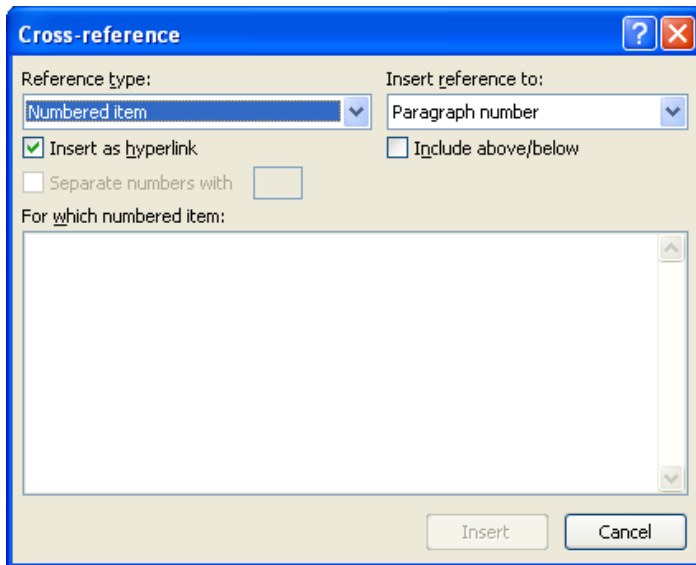 Cross-reference
Reference type: Insert reference to:
Numbered item Paragraph number
Insert as hyperlink Include above/below
Separate numbers with
For which numbered item:
Insert Cancel